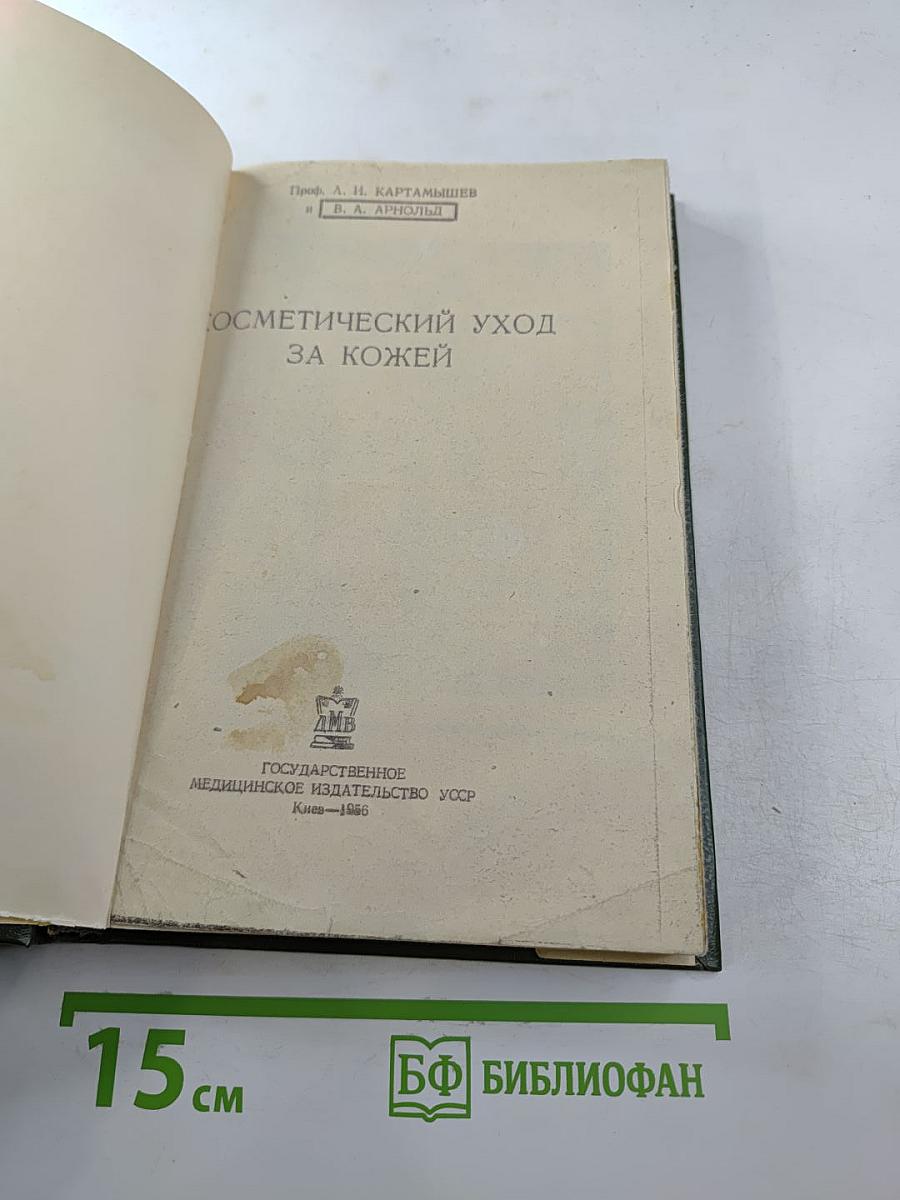 Проф. А. И. КАРТАМЫШЕВ
и В. А. АРНОЛЬД
КОСМЕТИЧЕСКИЙ УХОД
ЗА КОЖЕЙ
ДМВ
ГОСУДАРСТВЕННОЕ
МЕДИЦИНСКОЕ ИЗДАТЕЛЬСТВО УССР
Киев—1956
15 см
БФ БИБЛИОФАН